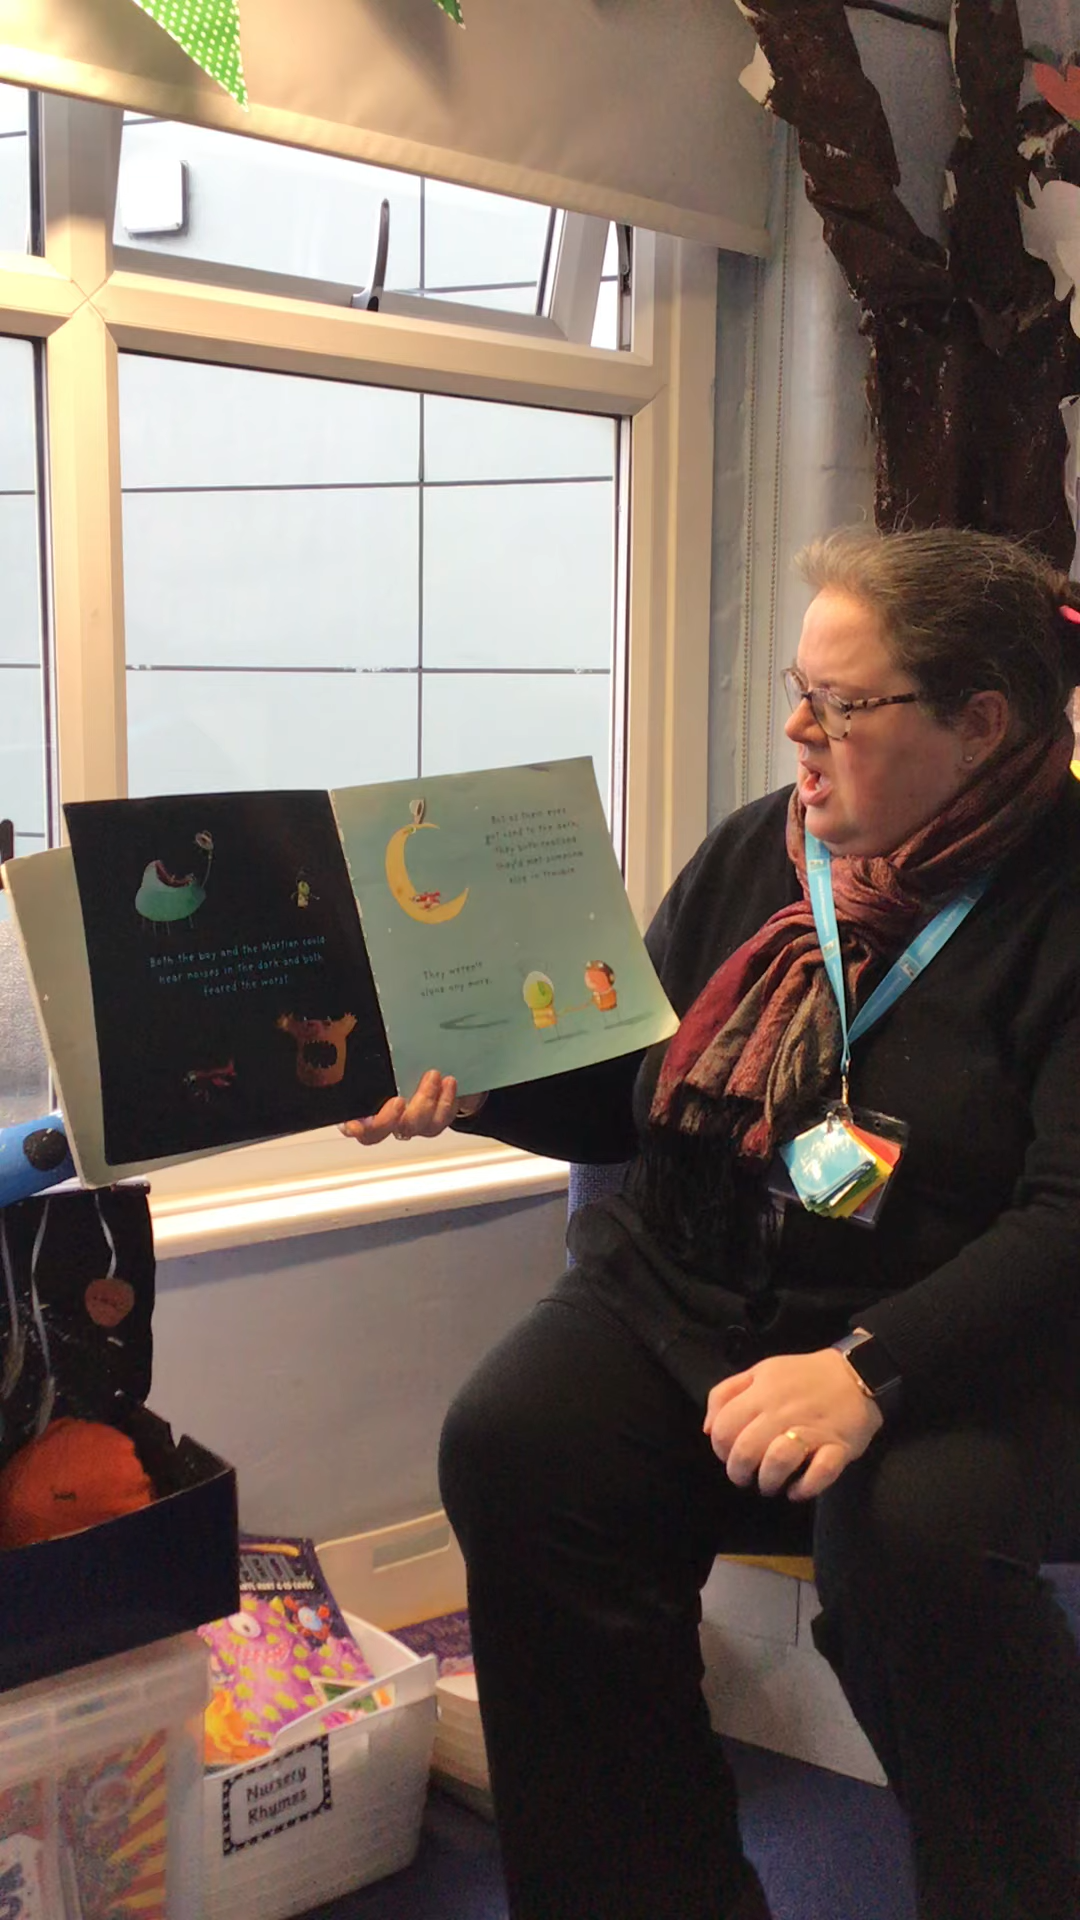 Both the boy and the Martian could
hear noises in the dark and both
feared the worst.
But as their eyes
got used to the dark,
they both realised
they'd met someone
else in trouble.
They weren't
alone any more.
Nursery
Rhymes